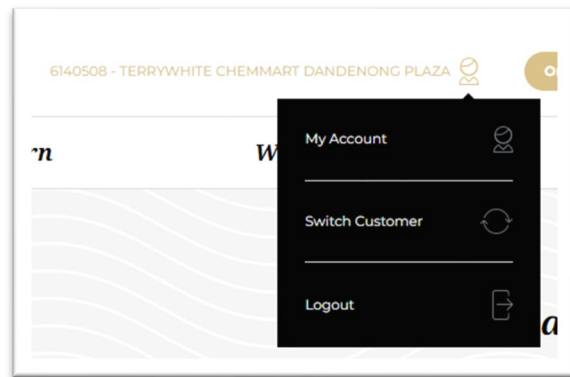 6140508 - TERRYWHITE CHEMMART DANDENONG PLAZA
My Account
Switch Customer
Logout